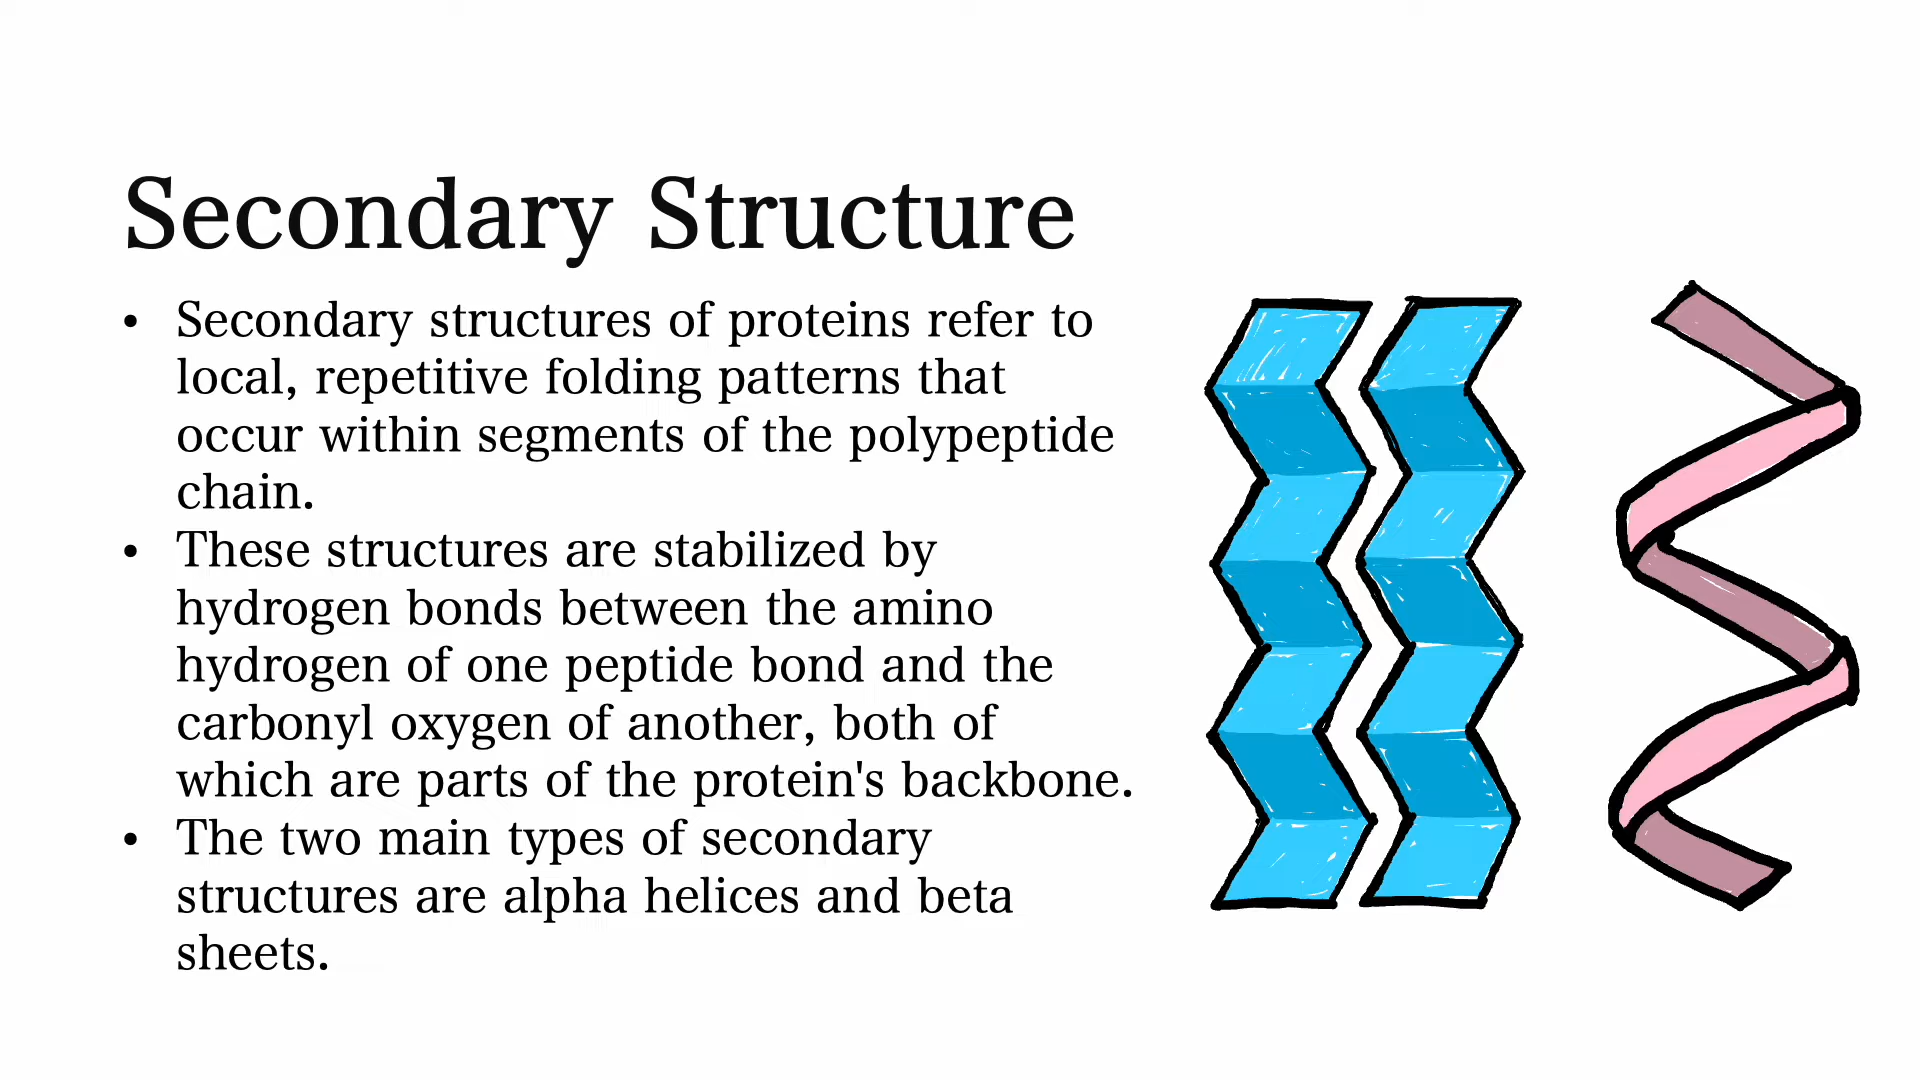 Secondary Structure
• Secondary structures of proteins refer to
local, repetitive folding patterns that
occur within segments of the polypeptide
chain.
• These structures are stabilized by
hydrogen bonds between the amino
hydrogen of one peptide bond and the
carbonyl oxygen of another, both of
which are parts of the protein's backbone.
• The two main types of secondary
structures are alpha helices and beta
sheets.